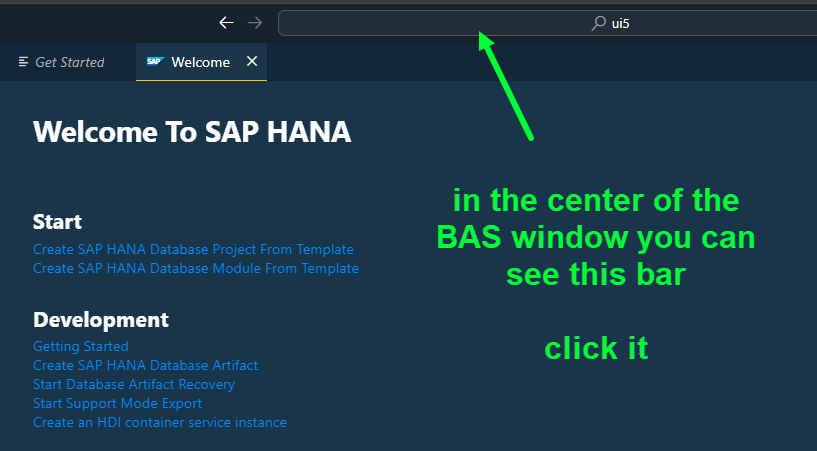 ui5
Get Started
SAP Welcome
Welcome To SAP HANA
Start
Create SAP HANA Database Project From Template
Create SAP HANA Database Module From Template
Development
Getting Started
Create SAP HANA Database Artifact
Start Database Artifact Recovery
Start Support Mode Export
Create an HDI container service instance
in the center of the
BAS window you can
see this bar
click it